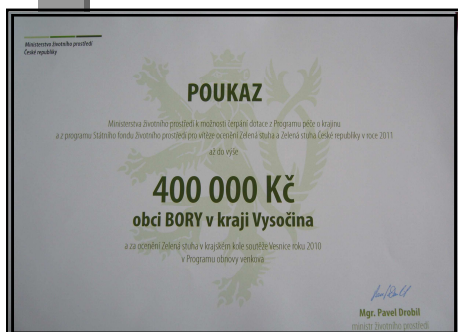 Ministerstvo životního prostředí
České republiky
POUKAZ
Ministerstva životního prostředí k možnosti čerpání dotace z Programu péče o krajinu
a z programu Státního fondu životního prostředí pro vítěze ocenění Zelená stuha a Zelená stuha České republiky v roce 2011
až do výše
400 000 Kč
obci BORY v kraji Vysočina
a za ocenění Zelená stuha v krajském kole soutěže Vesnice roku 2010
v Programu obnovy venkova
Mgr. Pavel Drobil
ministr životního prostředí